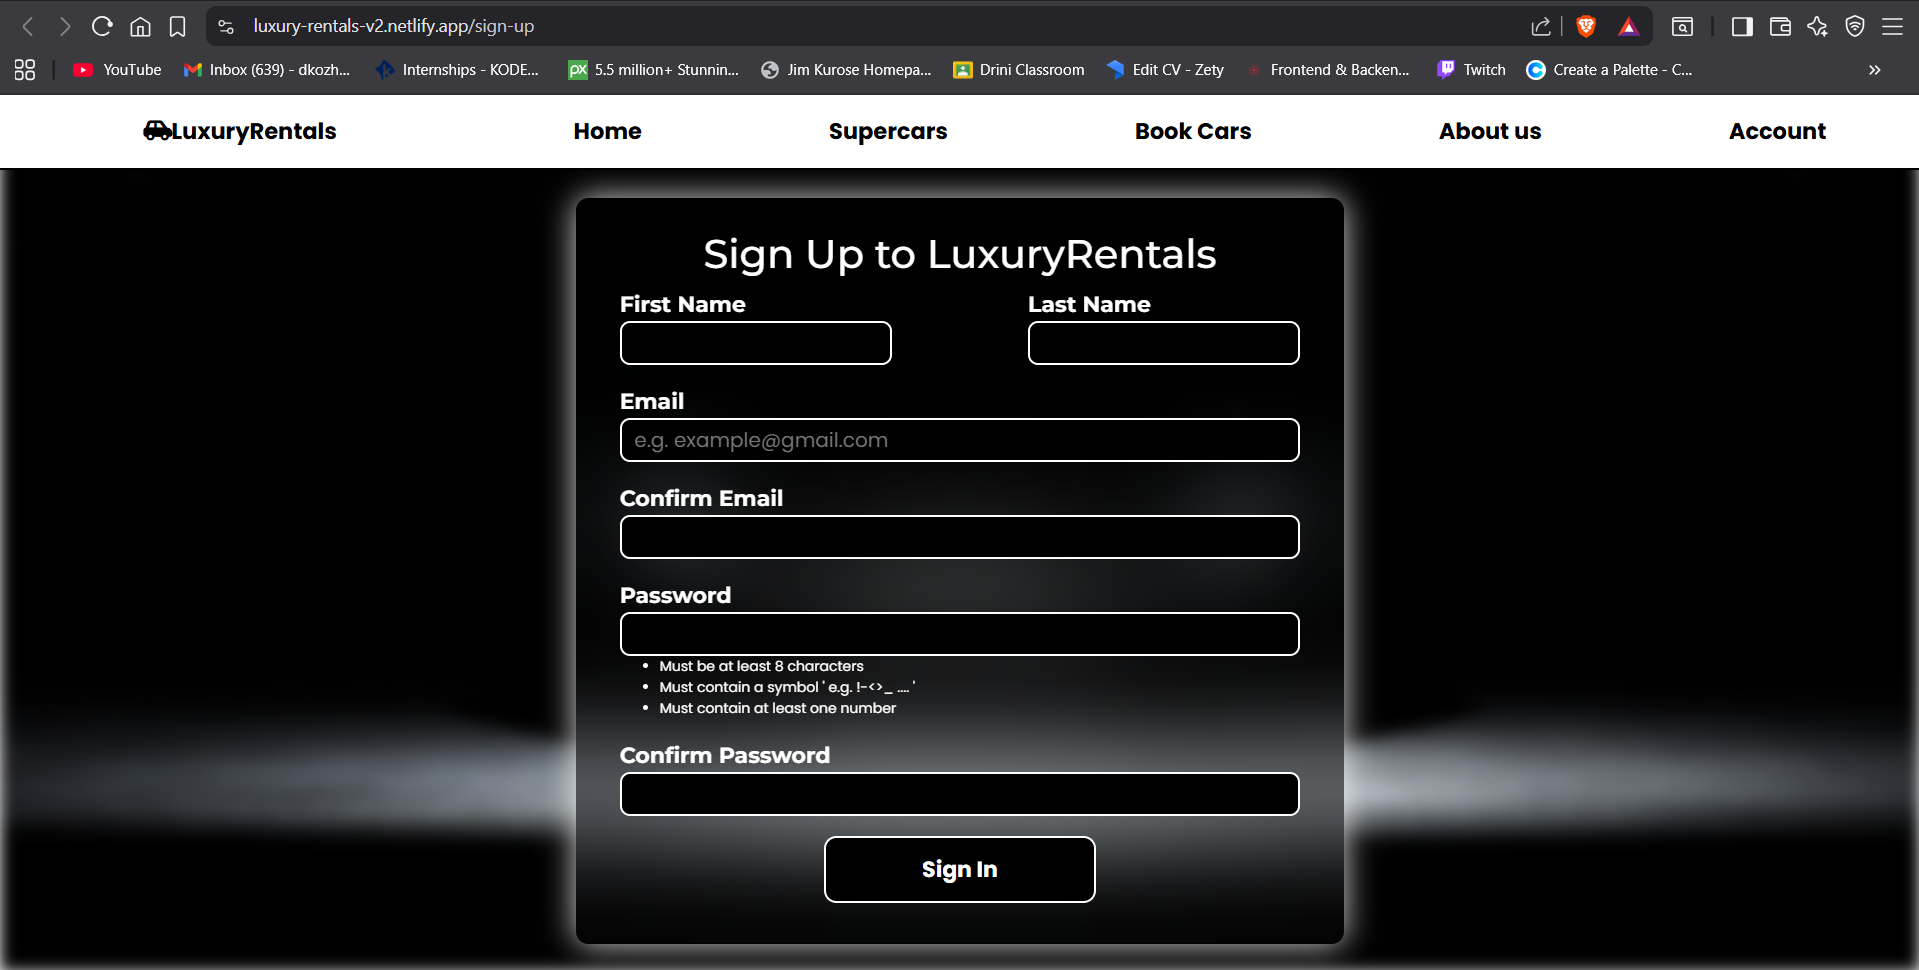 luxury-rentals-v2.netlify.app/sign-up
YouTube Inbox (639) - dkozh... Internships - KODE... px 5.5 million+ Stunnin... Jim Kurose Homepa... Drini Classroom Edit CV - Zety Frontend & Backen... Twitch Create a Palette - C...
LuxuryRentals Home Supercars Book Cars About us Account
Sign Up to LuxuryRentals
First Name Last Name
Email
e.g. example@gmail.com
Confirm Email
Password
Must be at least 8 characters
Must contain a symbol ' e.g. !-<>_ .... '
Must contain at least one number
Confirm Password
Sign In